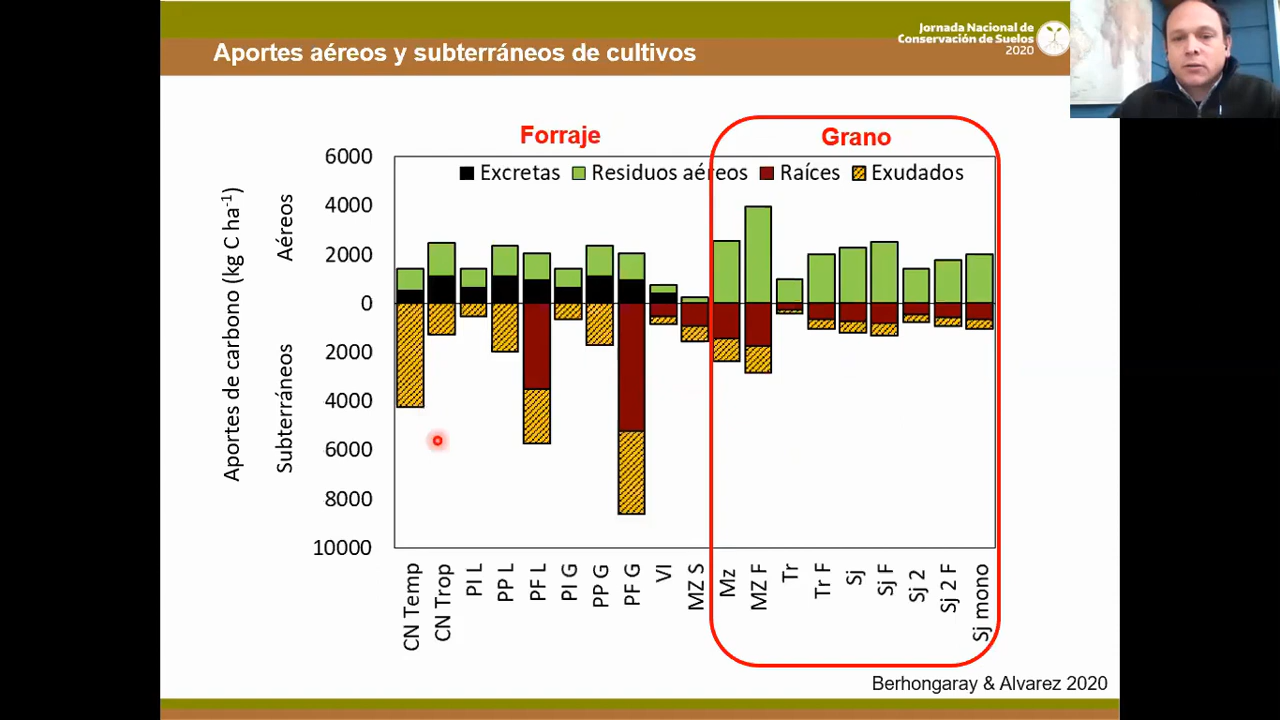 Jornada Nacional de
Conservación de Suelos
2020
Aportes aéreos y subterráneos de cultivos
Forraje
Grano
Excretas
Residuos aéreos
Raíces
Exudados
Aportes de carbono (kg C ha⁻¹)
Aéreos
Subterráneos
6000
4000
2000
0
2000
4000
6000
8000
10000
CN Temp
CN Trop
PI L
PP L
PF L
PI G
PP G
PF G
VI
MZ S
Mz
MZ F
Tr
Tr F
Sj
Sj F
Sj 2
Sj 2 F
Sj mono
Berhongaray & Alvarez 2020